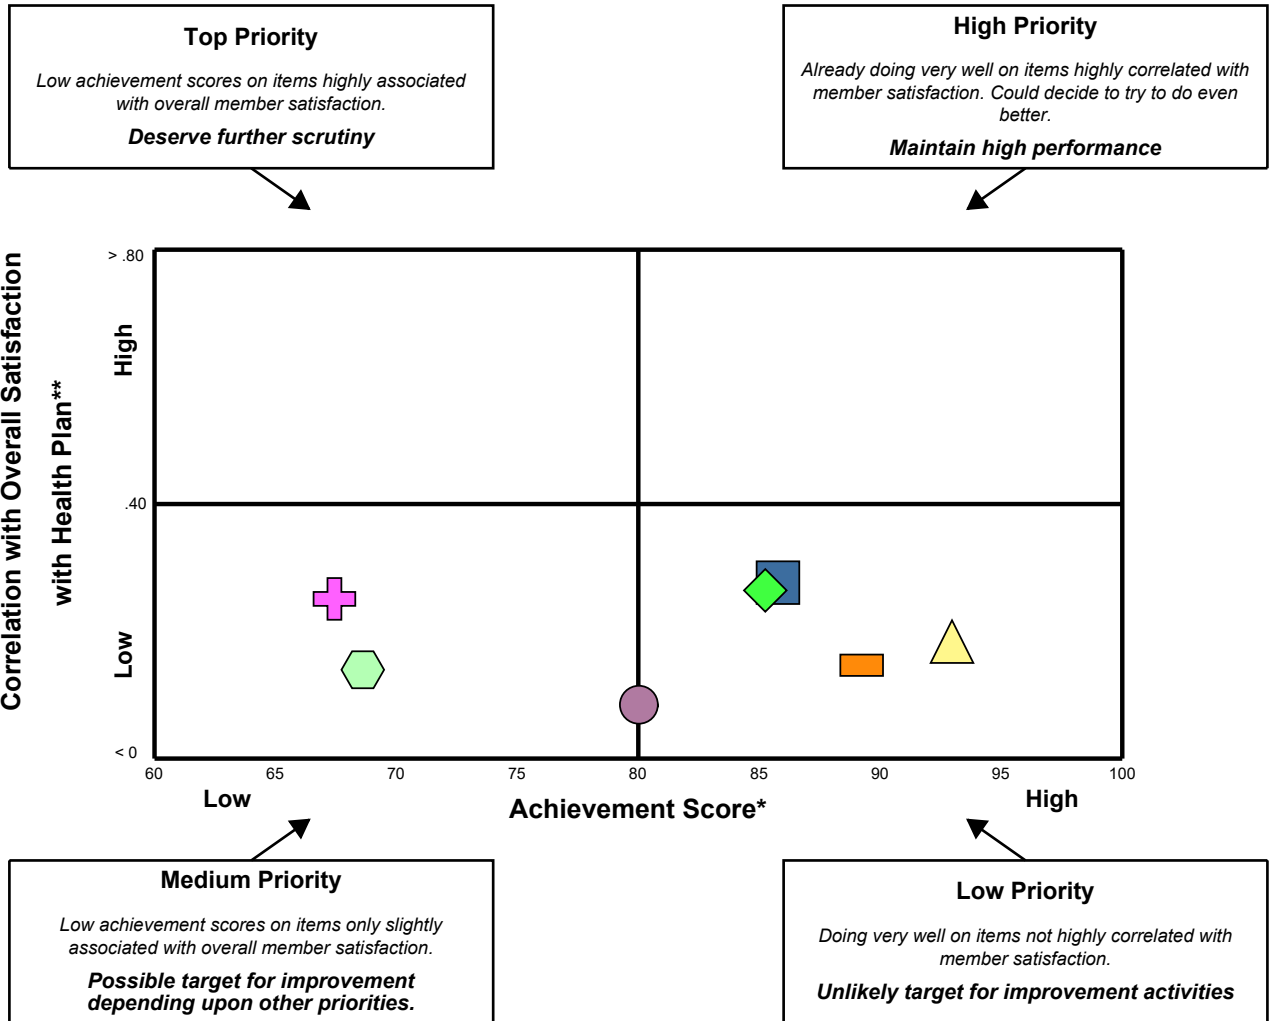 Top Priority
Low achievement scores on items highly associated
with overall member satisfaction.
Deserve further scrutiny
High Priority
Already doing very well on items highly correlated with
member satisfaction. Could decide to try to do even
better.
Maintain high performance
Correlation with Overall Satisfaction
with Health Plan**
> .80
High
.40
Low
< 0
60
65
70
75
80
85
90
95
100
Low
Achievement Score*
High
Medium Priority
Low achievement scores on items only slightly
associated with overall member satisfaction.
Possible target for improvement
depending upon other priorities.
Low Priority
Doing very well on items not highly correlated with
member satisfaction.
Unlikely target for improvement activities